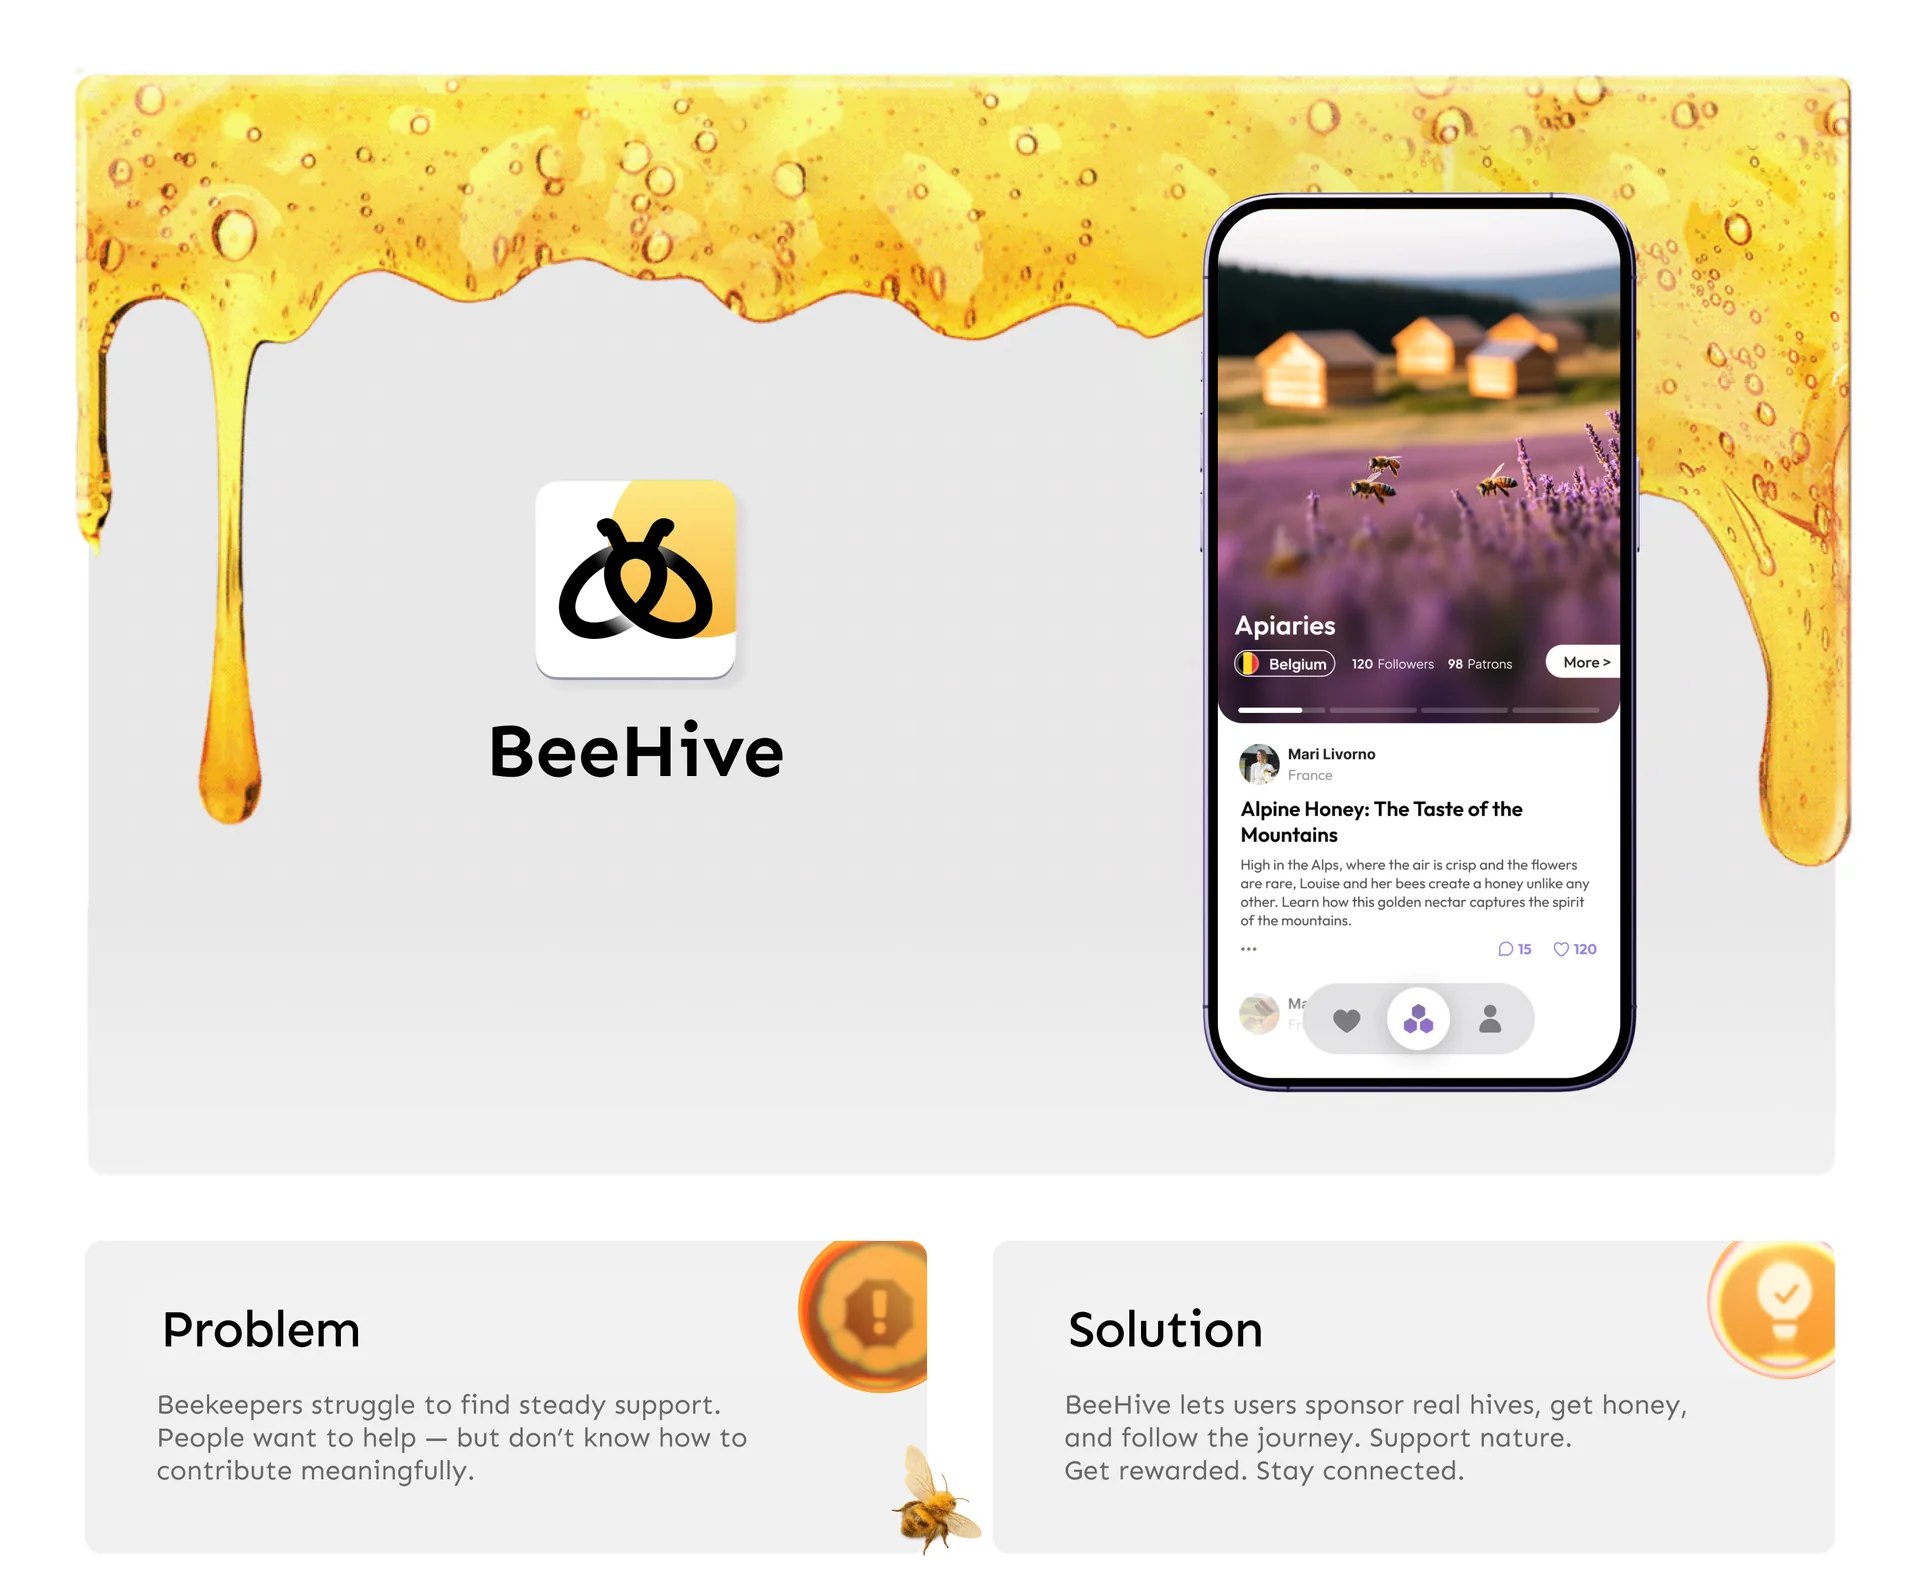 BeeHive
Apiaries
Belgium 120 Followers 98 Patrons More >
Mari Livorno
France
Alpine Honey: The Taste of the
Mountains
High in the Alps, where the air is crisp and the flowers
are rare, Louise and her bees create a honey unlike any
other. Learn how this golden nectar captures the spirit
of the mountains.
••• 15 120
Ma
Fr
Problem
Beekeepers struggle to find steady support.
People want to help — but don’t know how to
contribute meaningfully.
Solution
BeeHive lets users sponsor real hives, get honey,
and follow the journey. Support nature.
Get rewarded. Stay connected.